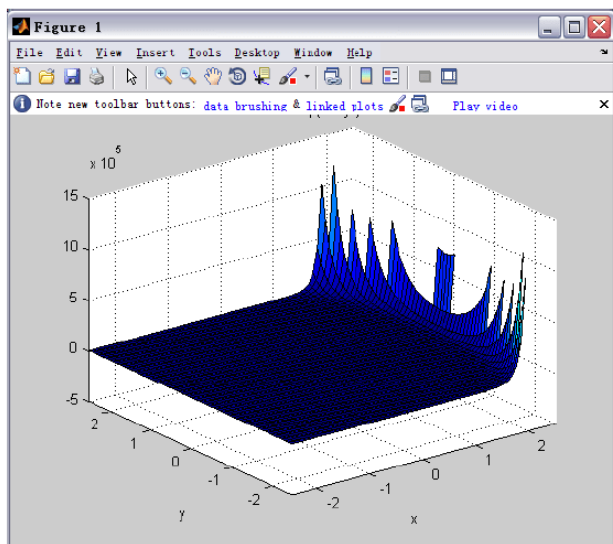 Figure 1
File Edit View Insert Tools Desktop Window Help
Note new toolbar buttons: data brushing & linked plots Play video
x 10^5
15
10
5
0
-5
2
1
0
-1
-2
y
-2
-1
0
1
2
x